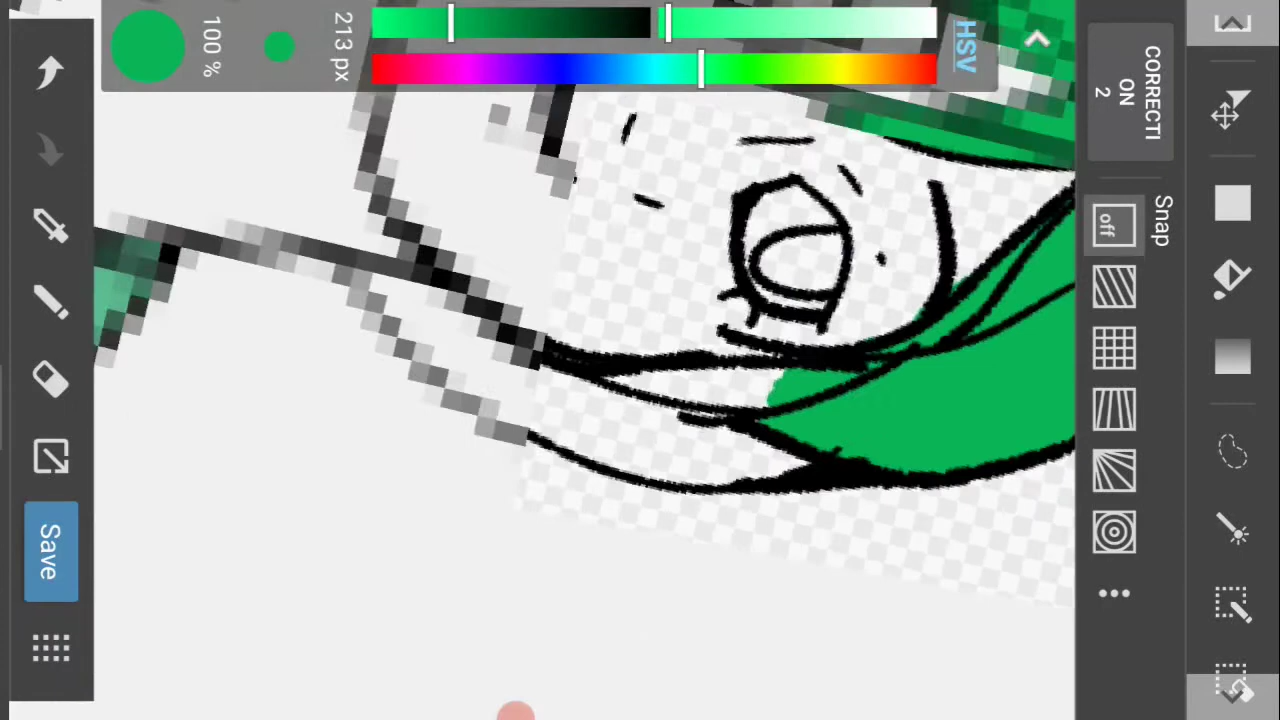 HSV
213 px
100 %
CORRECTI
ON
2
Snap
off
Save